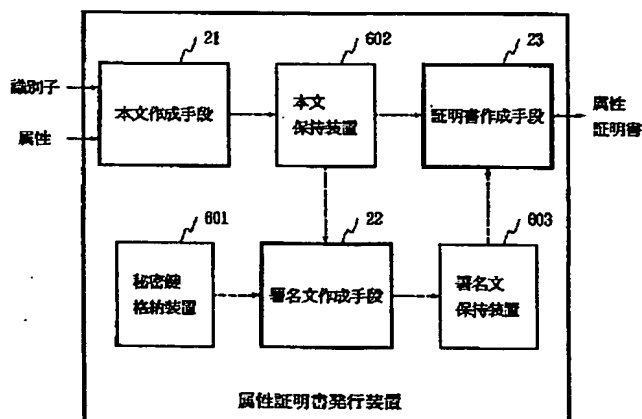 21
602
23
識別子
属性
本文作成手段
本文
保持装置
証明書作成手段
属性
証明書
601
22
603
秘密鍵
格納装置
署名文作成手段
署名文
保持装置
属性証明書発行装置